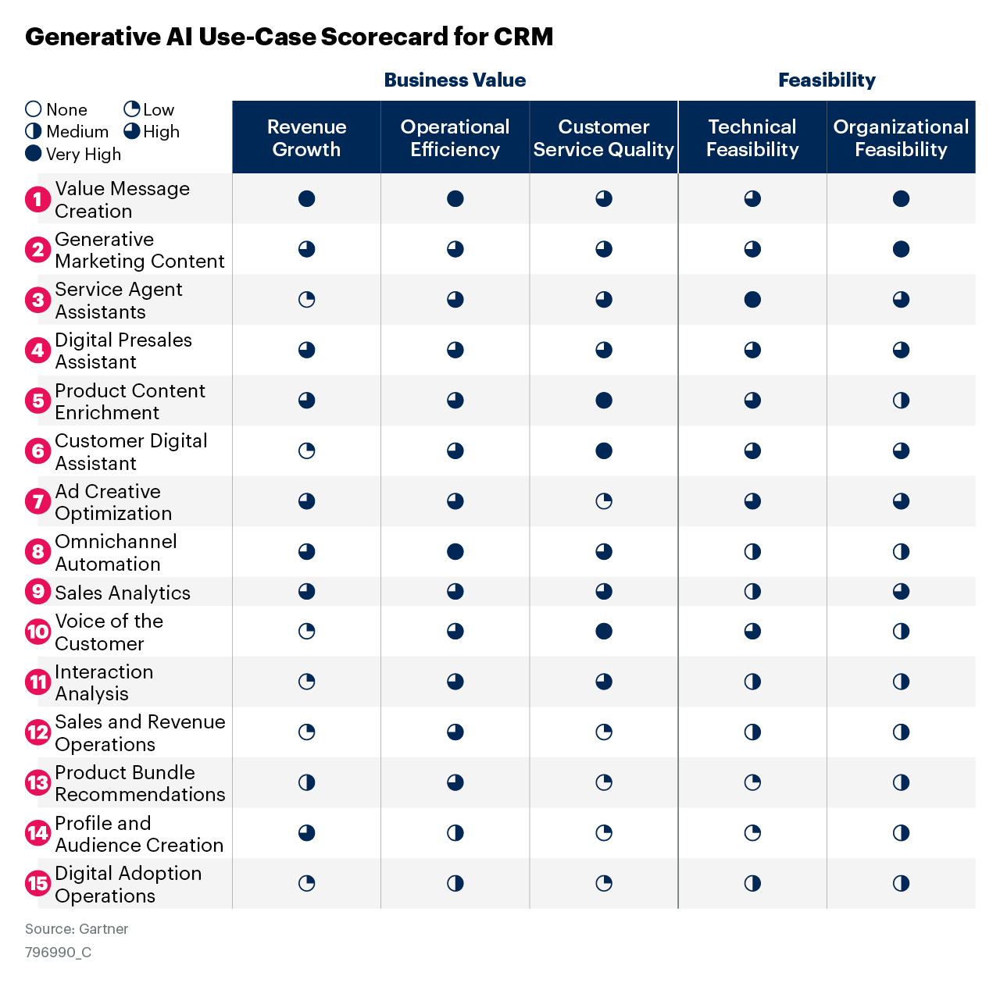 Generative AI Use-Case Scorecard for CRM
Business Value
Feasibility
None
Low
Medium
High
Very High
Revenue
Growth
Operational
Efficiency
Customer
Service Quality
Technical
Feasibility
Organizational
Feasibility
1
Value Message
Creation
2
Generative
Marketing Content
3
Service Agent
Assistants
4
Digital Presales
Assistant
5
Product Content
Enrichment
6
Customer Digital
Assistant
7
Ad Creative
Optimization
8
Omnichannel
Automation
9
Sales Analytics
10
Voice of the
Customer
11
Interaction
Analysis
12
Sales and Revenue
Operations
13
Product Bundle
Recommendations
14
Profile and
Audience Creation
15
Digital Adoption
Operations
Source: Gartner
796990_C